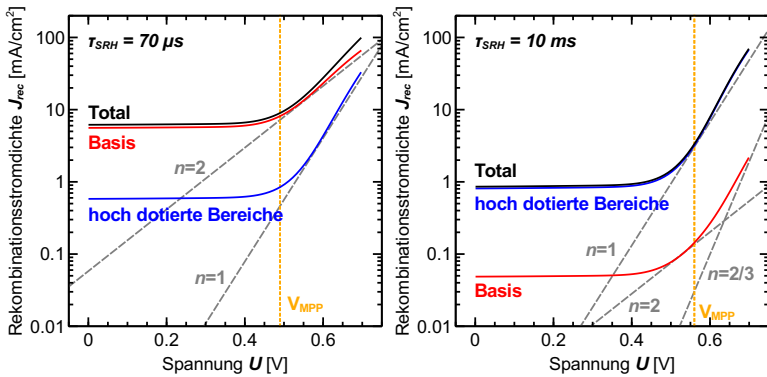 τSRH = 70 µs
Rekombinationsstromdichte Jrec [mA/cm²]
100
10
1
0.1
0.01
Total
Basis
n=2
hoch dotierte Bereiche
n=1
VMPP
0
0.2
0.4
0.6
Spannung U [V]
τSRH = 10 ms
Rekombinationsstromdichte Jrec [mA/cm²]
100
10
1
0.1
0.01
Total
hoch dotierte Bereiche
n=1
Basis
n=2
n=2/3
VMPP
0
0.2
0.4
0.6
Spannung U [V]